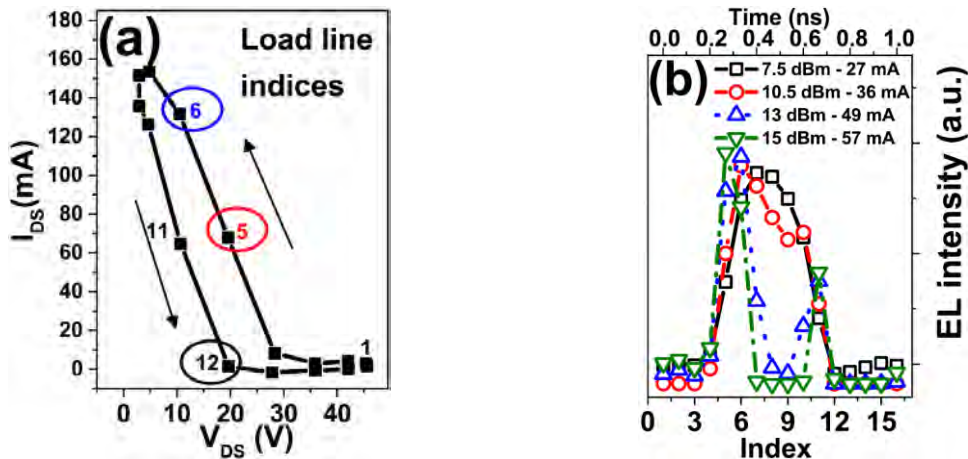 (a)
Load line
indices
I_DS(mA)
180
160
140
120
100
80
60
40
20
0
6
5
11
12
1
0 10 20 30 40
V_DS (V)
Time (ns)
0.0 0.2 0.4 0.6 0.8 1.0
(b)
7.5 dBm - 27 mA
10.5 dBm - 36 mA
13 dBm - 49 mA
15 dBm - 57 mA
EL intensity (a.u.)
0 3 6 9 12 15
Index